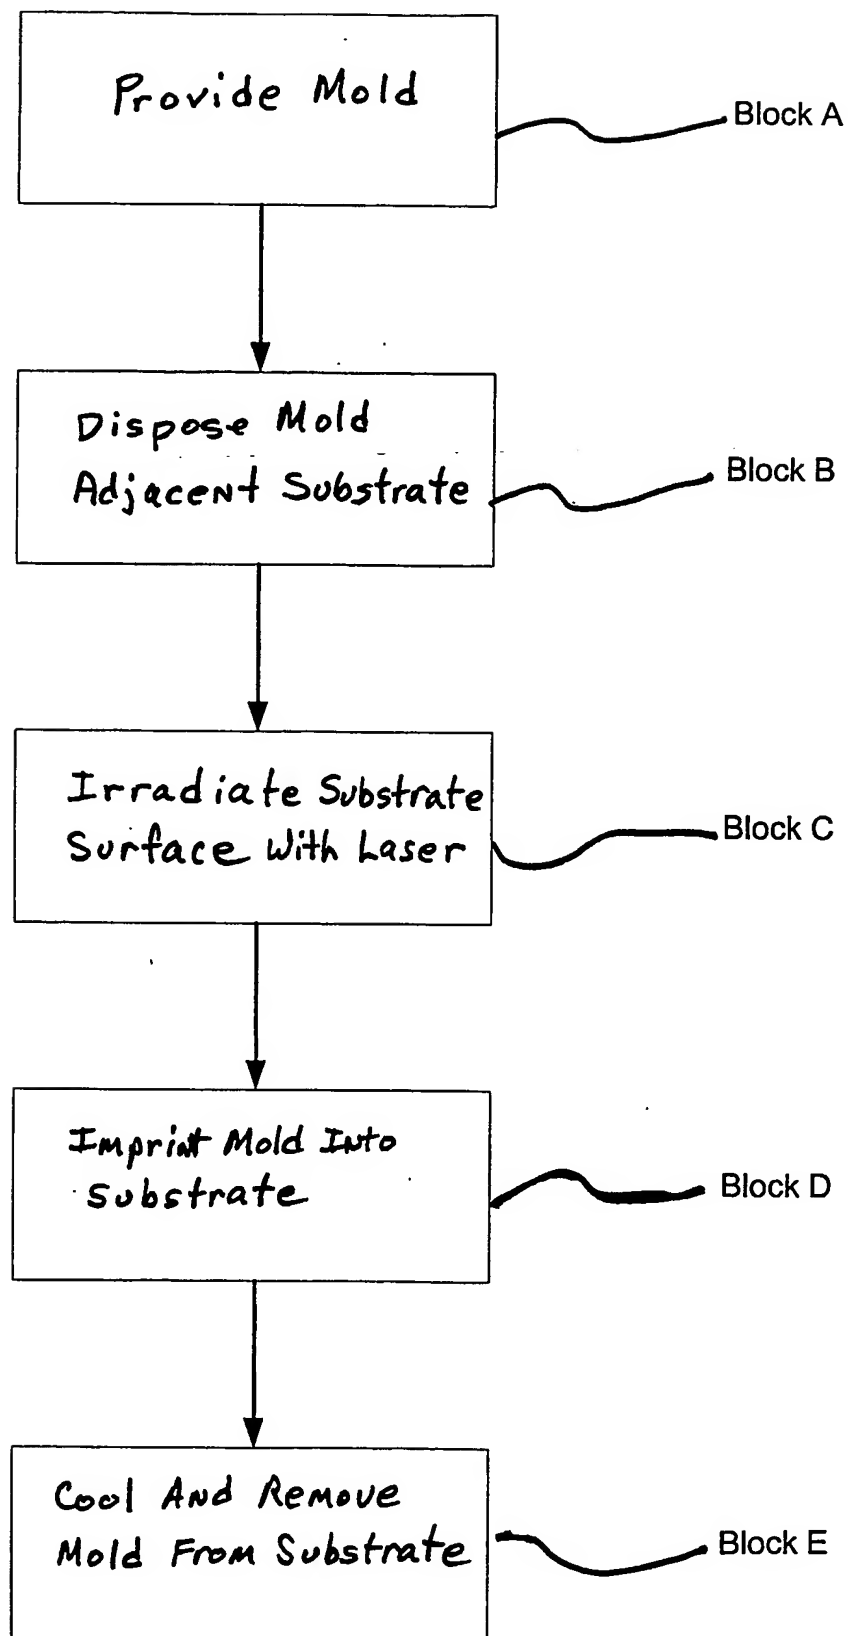 Provide Mold
Block A
Dispose Mold
Adjacent Substrate
Block B
Irradiate Substrate
Surface With Laser
Block C
Imprint Mold Into
Substrate
Block D
Cool And Remove
Mold From Substrate
Block E